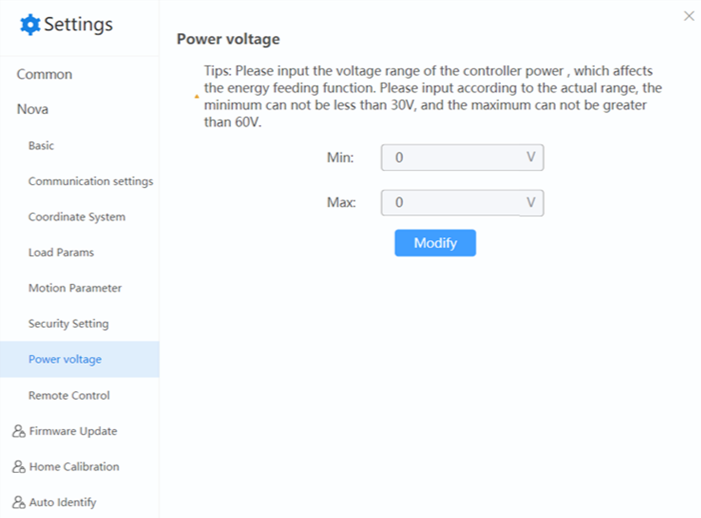 Settings
Common
Nova
Basic
Communication settings
Coordinate System
Load Params
Motion Parameter
Security Setting
Power voltage
Remote Control
Firmware Update
Home Calibration
Auto Identify
Power voltage
Tips: Please input the voltage range of the controller power , which affects
the energy feeding function. Please input according to the actual range, the
minimum can not be less than 30V, and the maximum can not be greater
than 60V.
Min: 0 V
Max: 0 V
Modify